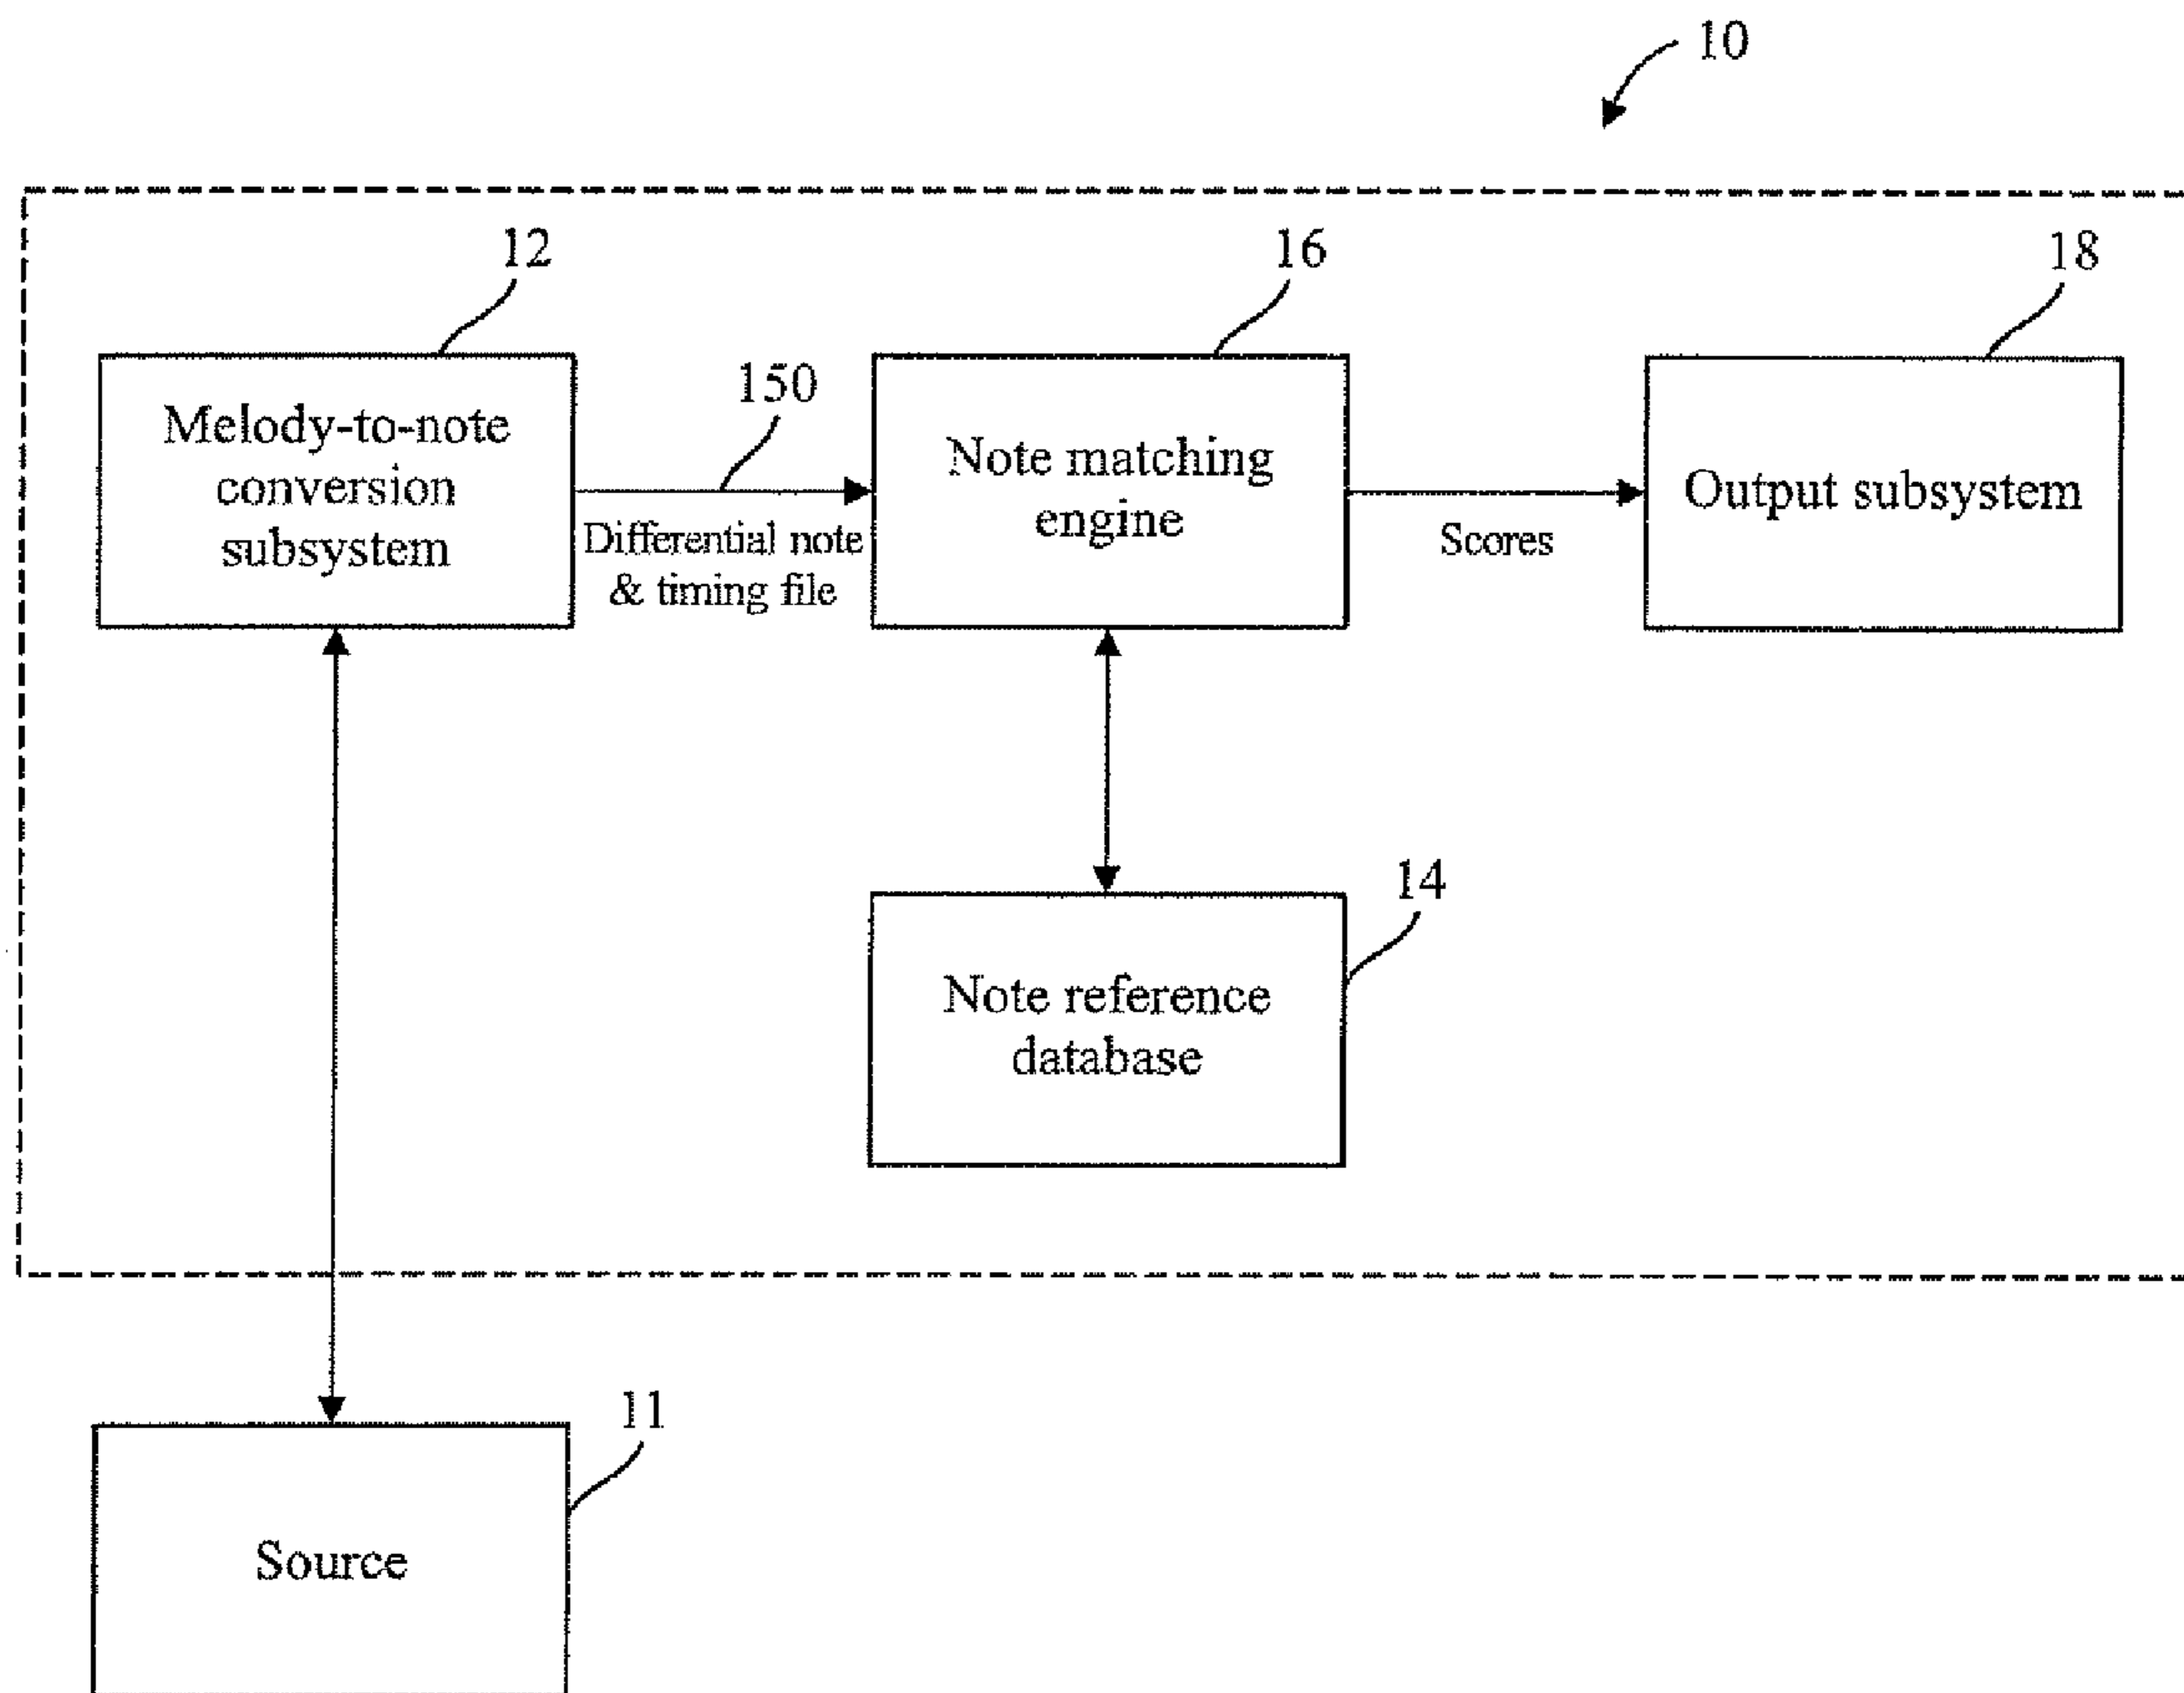 10
12
16
18
Melody-to-note
conversion
subsystem
150
Differential note
& timing file
Note matching
engine
Scores
Output subsystem
14
Note reference
database
11
Source